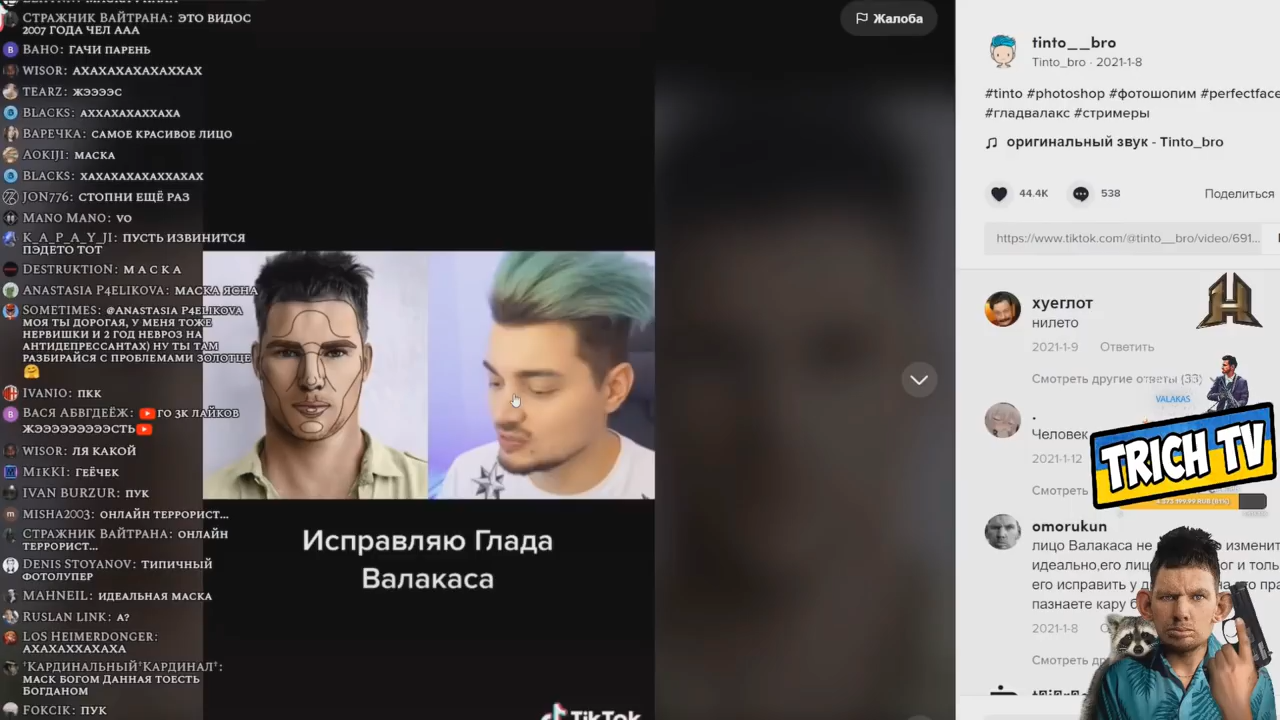 СТРАЖНИК ВАЙТРАНА: ЭТО ВИДОС
2007 ГОДА ЧЕЛ ААА
ВАНО: ГАЧИ ПАРЕНЬ
WISOR: АХАХАХАХАХАХХАХ
TEARZ: ЖЭЭЭЭС
BLACKS: АХХАХАХАХХАХА
ВАРЕЧКА: САМОЕ КРАСИВОЕ ЛИЦО
AOKIJI: МАСКА
BLACKS: ХАХАХАХАХАХХАХАХ
JON776: СТОПНИ ЕЩЁ РАЗ
MANO MANO: VO
K_A_P_A_Y_JI: ПУСТЬ ИЗВИНИТСЯ
ПЭДЕТО ТОТ
DESTRUKTION: М А С К А
ANASTASIA P4ELIKOVA: МАСКА ЯСНА
SOMETIMES: @ANASTASIA P4ELIKOVA
МОЯ ТЫ ДОРОГАЯ, У МЕНЯ ТОЖЕ
НЕРВИШКИ И 2 ГОД НЕВРОЗ НА
АНТИДЕПРЕССАНТАХ) НУ ТЫ ТАМ
РАЗБИРАЙСЯ С ПРОБЛЕМАМИ ЗОЛОТЦЕ
🤗
IVANIO: ПКК
ВАСЯ АБВГДЕЁЖ: ГО 3К ЛАЙКОВ
ЖЭЭЭЭЭЭЭЭЭСТЬ
WISOR: ЛЯ КАКОЙ
MIKKI: ГЕЁЧЕК
IVAN BURZUR: ПУК
MISHA2003: ОНЛАЙН ТЕРРОРИСТ...
СТРАЖНИК ВАЙТРАНА: ОНЛАЙН
ТЕРРОРИСТ...
DENIS STOYANOV: ТИПИЧНЫЙ
ФОТОЛУПЕР
MAHNEIL: ИДЕАЛЬНАЯ МАСКА
RUSLAN LINK: А?
LOS HEIMERDONGER:
АХАХАХХАХАХА
"КАРДИНАЛЬНЫЙ"КАРДИНАЛ":
МАСК БОГОМ ДАННАЯ ТОЕСТЬ
БОГДАНОМ
FOKCIK: ПУК
Исправляю Глада
Валакаса
TikTok
Жалоба
tinto__bro
Tinto_bro · 2021-1-8
#tinto #photoshop #фотошопим #perfectface
#гладвалакс #стримеры
оригинальный звук - Tinto_bro
44.4K
538
Поделиться
https://www.tiktok.com/@tinto__bro/video/691...
хуеглот
нилето
2021-1-9 Ответить
Смотреть другие ответы (33)
VALAKAS
.
Человек
2021-1-12
Смотреть
TRICH TV
omorukun
лицо Валакаса не
идеально,его лиц
его исправить у д
пазнаете кару б
2021-1-8
Смотреть др